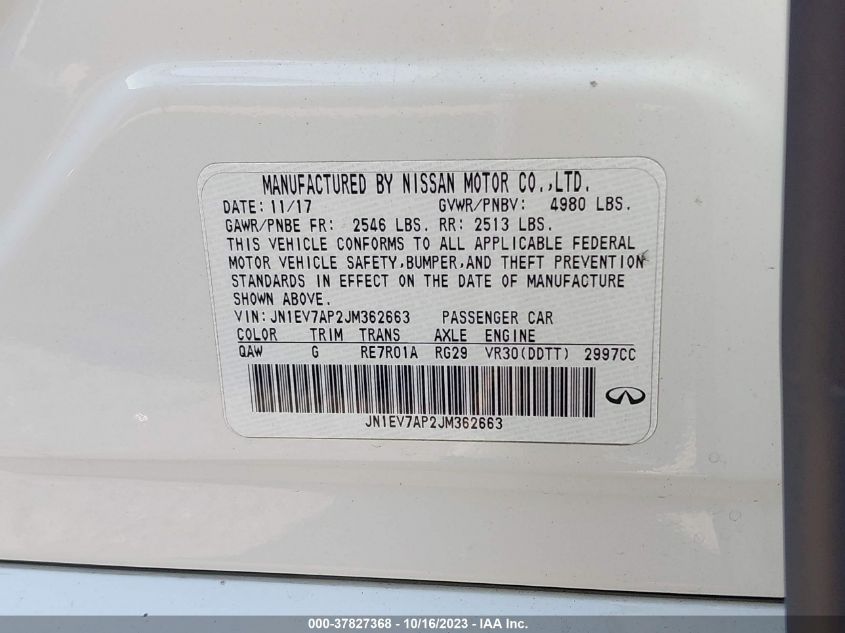 MANUFACTURED BY NISSAN MOTOR CO.,LTD.
DATE: 11/17 GVWR/PNBV: 4980 LBS.
GAWR/PNBE FR: 2546 LBS. RR: 2513 LBS.
THIS VEHICLE CONFORMS TO ALL APPLICABLE FEDERAL
MOTOR VEHICLE SAFETY,BUMPER,AND THEFT PREVENTION
STANDARDS IN EFFECT ON THE DATE OF MANUFACTURE
SHOWN ABOVE.
VIN: JN1EV7AP2JM362663 PASSENGER CAR
COLOR TRIM TRANS AXLE ENGINE
QAW G RE7R01A RG29 VR30(DDTT) 2997CC
JN1EV7AP2JM362663
000-37827368 - 10/16/2023 - IAA Inc.